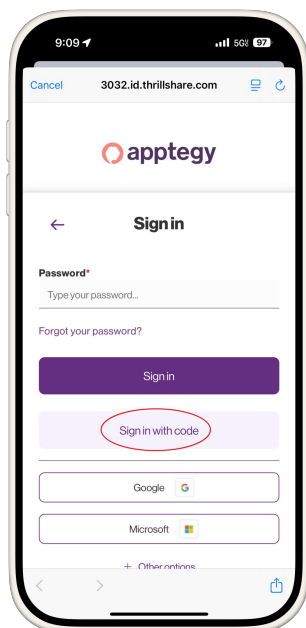 9:09 5G 97
Cancel 3032.id.thrillshare.com
apptegy
Sign in
Password*
Type your password...
Forgot your password?
Sign in
Sign in with code
Google G
Microsoft
+ Other options